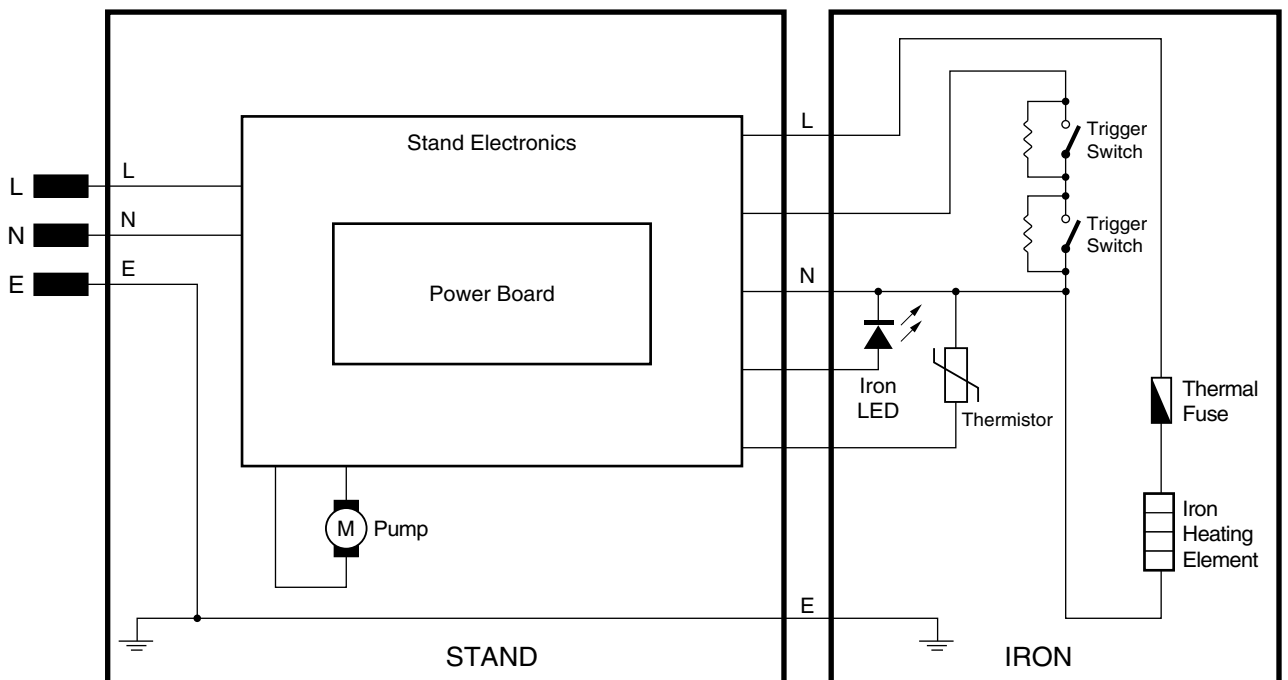 L
L
N
N
E
E
Stand Electronics
Power Board
M
Pump
STAND
L
N
E
Trigger
Switch
Trigger
Switch
Iron
LED
Thermistor
Thermal
Fuse
Iron
Heating
Element
IRON